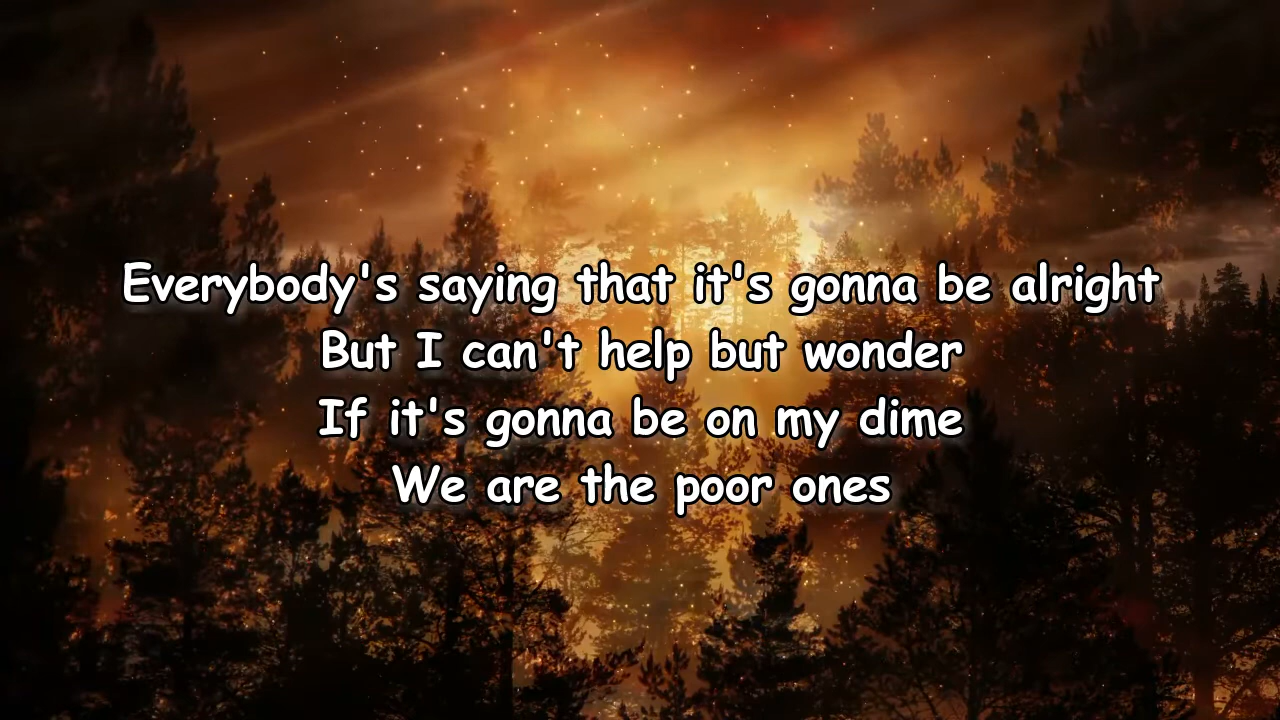 Everybody's saying that it's gonna be alright
But I can't help but wonder
If it's gonna be on my dime
We are the poor ones